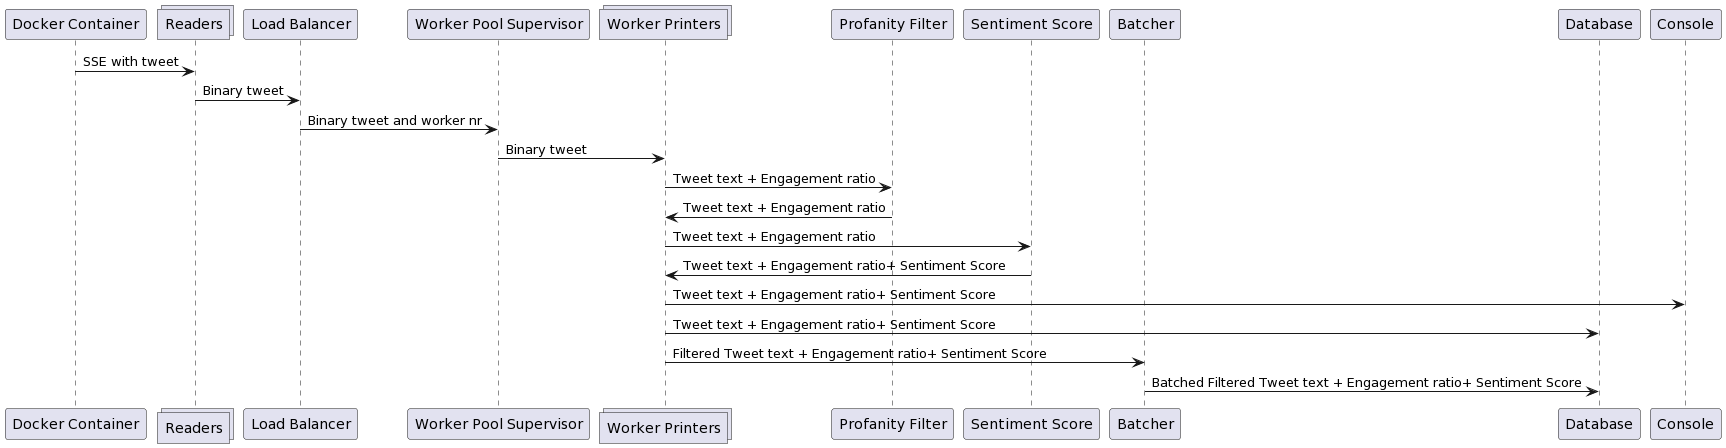 Docker Container
Readers
Load Balancer
Worker Pool Supervisor
Worker Printers
Profanity Filter
Sentiment Score
Batcher
Database
Console
SSE with tweet
Binary tweet
Binary tweet and worker nr
Binary tweet
Tweet text + Engagement ratio
Tweet text + Engagement ratio
Tweet text + Engagement ratio
Tweet text + Engagement ratio+ Sentiment Score
Tweet text + Engagement ratio+ Sentiment Score
Tweet text + Engagement ratio+ Sentiment Score
Filtered Tweet text + Engagement ratio+ Sentiment Score
Batched Filtered Tweet text + Engagement ratio+ Sentiment Score
Docker Container
Readers
Load Balancer
Worker Pool Supervisor
Worker Printers
Profanity Filter
Sentiment Score
Batcher
Database
Console